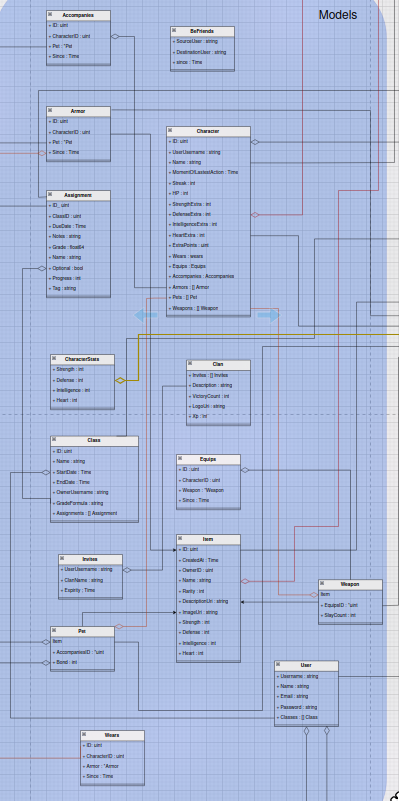 Models
Accompanies
+ ID: uint
+ CharacterID : uint
+ Pet : *Pet
+ Since : Time
BeFriends
+ SourceUser : string
+ DestinationUser : string
+ since : Time
Armor
+ ID: uint
+ CharacterID : uint
+ Pet : *Pet
+ Since : Time
Character
+ ID: uint
+ UserUsername : string
+ Name : string
+ MomentOfLastestAction : Time
+ Streak : int
+ HP : int
+ StrengthExtra : int
+ DefenseExtra : int
+ IntelligenceExtra : int
+ HeartExtra : int
+ ExtraPoints : uint
+ Wears : wears
+ Equips : Equips
+ Accompanies : Accompanies
+ Armors : [] Armor
+ Pets : [] Pet
+ Weapons : [] Weapon
Assignment
+ ID_ uint
+ ClassID : uint
+ DueDate : Time
+ Notes : string
+ Grade : float64
+ Name : string
+ Optional : bool
+ Progress : int
+ Tag : string
CharacterStats
+ Strength : int
+ Defense : int
+ Intelligence : int
+ Heart : int
Clan
+ Invites : [] Invites
+ Description : string
+ VictoryCount : int
+ LogoUrl : string
+ Xp : int
Class
+ ID: uint
+ Name : string
+ StartDate : Time
+ EndDate : Time
+ OwnerUsername : string
+ GradeFormula : string
+ Assignments : [] Assignment
Equips
+ ID: uint
+ CharacterID : uint
+ Weapon : *Weapon
+ Since : Time
Item
+ ID: uint
+ CreatedAt : Time
+ OwnerID : uint
+ Name : string
+ Rarity : int
+ DescriptionUrl : string
+ ImageUrl : string
+ Strength : int
+ Defense : int
+ Intelligence : int
+ Heart : int
Invites
+ UserUsername : string
+ ClanName : string
+ Expirity : Time
Weapon
Item
+ EquipsID : *uint
+ SlayCount : int
Pet
Item
+ AccompaniesID : *uint
+ Bond : int
User
+ Username : string
+ Name : string
+ Email : string
+ Password : string
+ Classes : [] Class
Wears
+ ID: uint
+ CharacterID : uint
+ Armor : *Armor
+ Since : Time